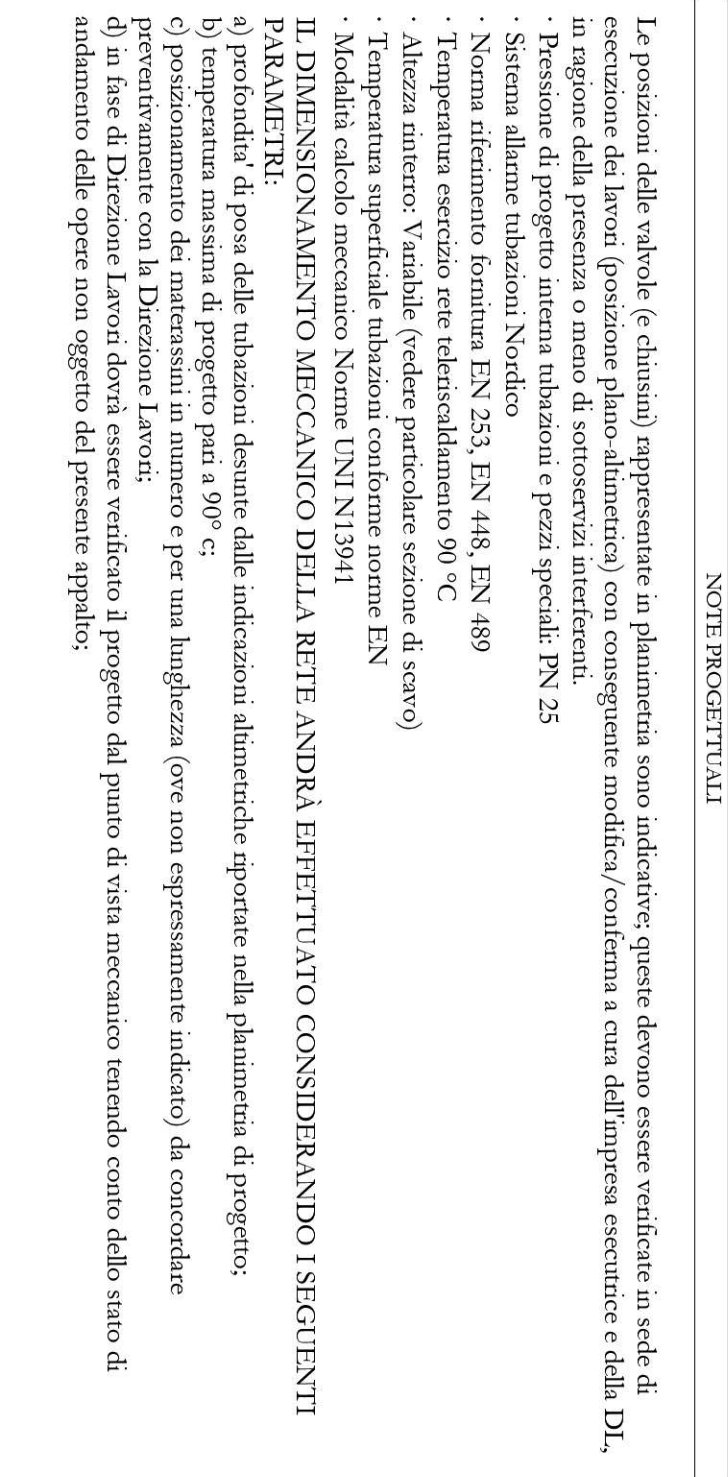 NOTE PROGETTUALI
Le posizioni delle valvole (e chiusini) rappresentate in planimetria sono indicative; queste devono essere verificate in sede di
esecuzione dei lavori (posizione plano-altimetrica) con conseguente modifica/conferma a cura dell'impresa esecutrice e della DL,
in ragione della presenza o meno di sottoservizi interferenti.
· Pressione di progetto interna tubazioni e pezzi speciali: PN 25
· Sistema allarme tubazioni Nordico
· Norma riferimento fornitura EN 253, EN 448, EN 489
· Temperatura esercizio rete teleriscaldamento 90 °C
· Altezza rinterro: Variabile (vedere particolare sezione di scavo)
· Temperatura superficiale tubazioni conforme norme EN
· Modalità calcolo meccanico Norme UNI N13941
IL DIMENSIONAMENTO MECCANICO DELLA RETE ANDRÀ EFFETTUATO CONSIDERANDO I SEGUENTI
PARAMETRI:
a) profondita' di posa delle tubazioni desunte dalle indicazioni altimetriche riportate nella planimetria di progetto;
b) temperatura massima di progetto pari a 90° c;
c) posizionamento dei materassini in numero e per una lunghezza (ove non espressamente indicato) da concordare
preventivamente con la Direzione Lavori;
d) in fase di Direzione Lavori dovrà essere verificato il progetto dal punto di vista meccanico tenendo conto dello stato di
andamento delle opere non oggetto del presente appalto;